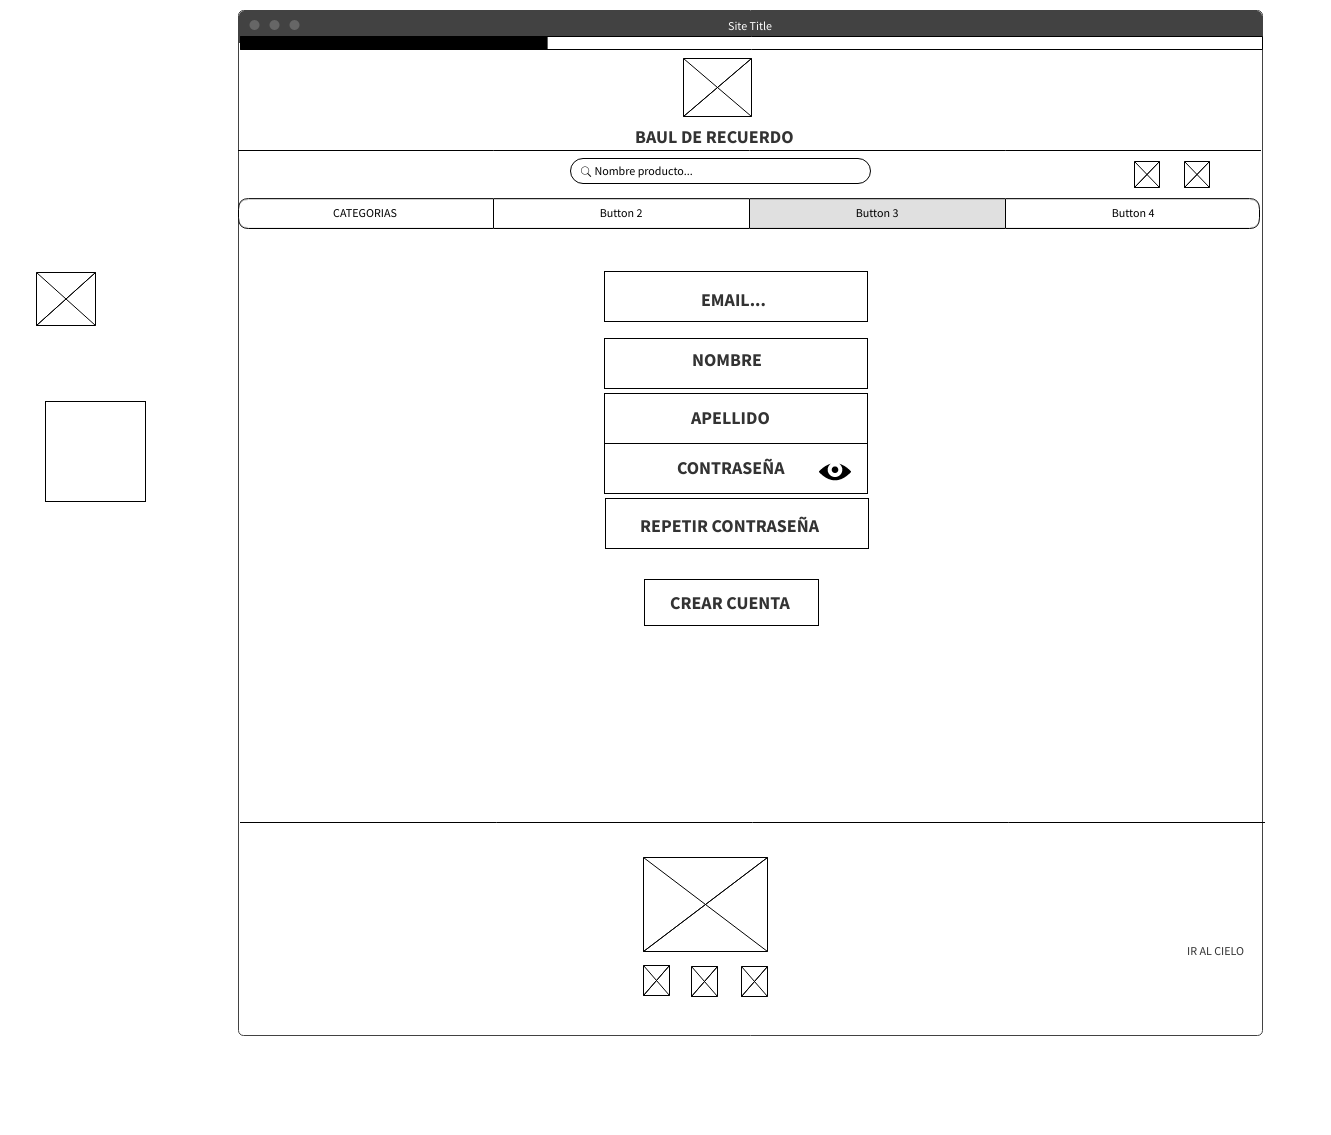 Site Title
BAUL DE RECUERDO
Nombre producto...
CATEGORIAS
Button 2
Button 3
Button 4
EMAIL...
NOMBRE
APELLIDO
CONTRASEÑA
REPETIR CONTRASEÑA
CREAR CUENTA
IR AL CIELO